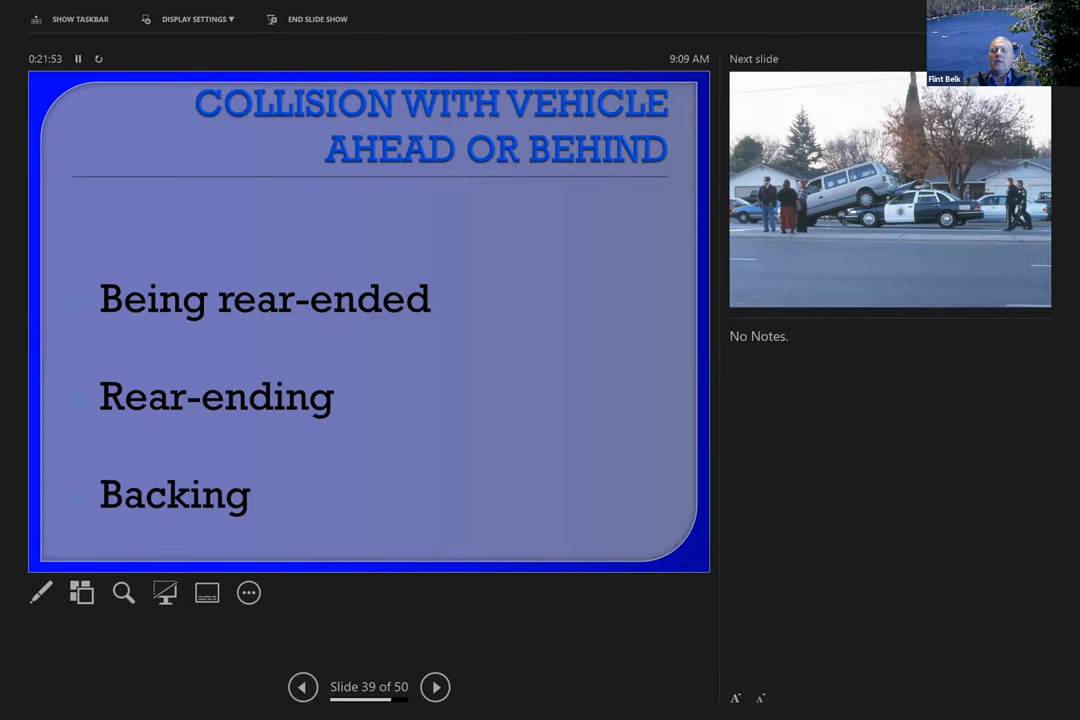 SHOW TASKBAR
DISPLAY SETTINGS ▼
END SLIDE SHOW
0:21:53
9:09 AM
Next slide
Flint Belk
COLLISION WITH VEHICLE
AHEAD OR BEHIND
Being rear-ended
Rear-ending
Backing
No Notes.
Slide 39 of 50
A
A